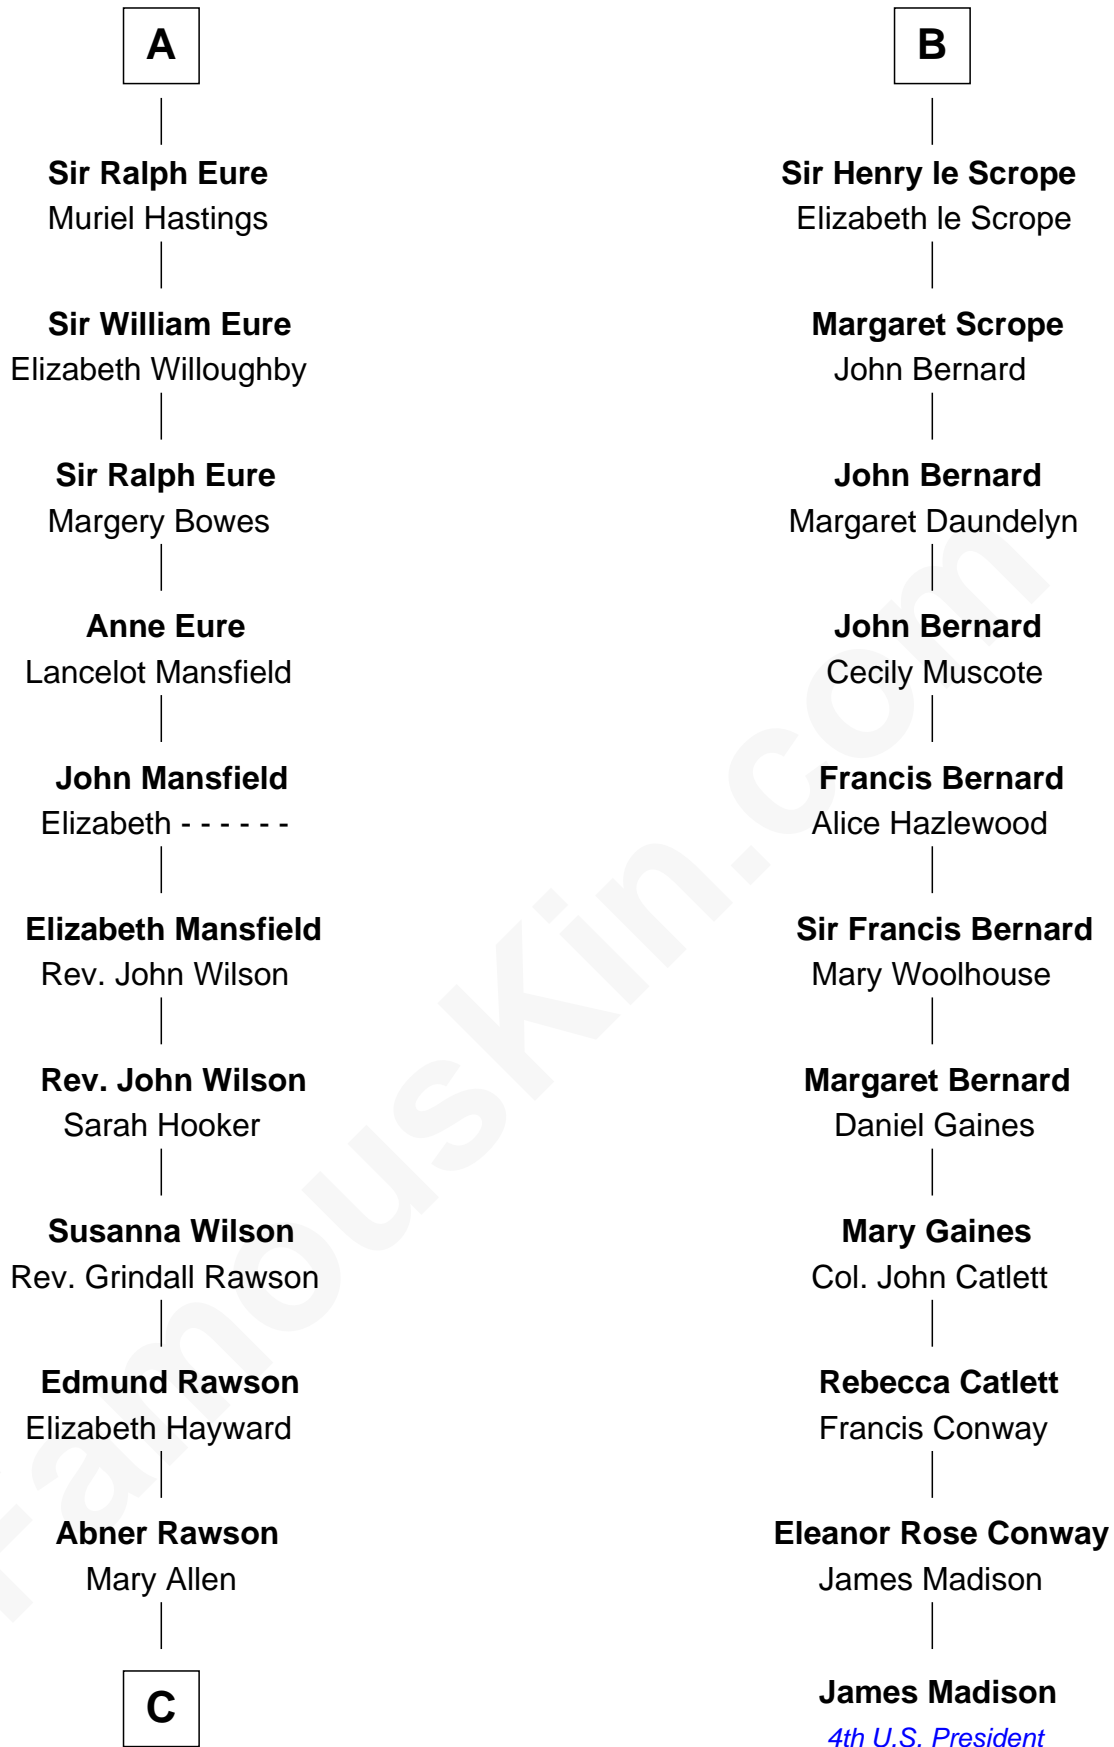 A
Sir Ralph Eure
Muriel Hastings
Sir William Eure
Elizabeth Willoughby
Sir Ralph Eure
Margery Bowes
Anne Eure
Lancelot Mansfield
John Mansfield
Elizabeth - - - - - -
Elizabeth Mansfield
Rev. John Wilson
Rev. John Wilson
Sarah Hooker
Susanna Wilson
Rev. Grindall Rawson
Edmund Rawson
Elizabeth Hayward
Abner Rawson
Mary Allen
C
B
Sir Henry le Scrope
Elizabeth le Scrope
Margaret Scrope
John Bernard
John Bernard
Margaret Daundelyn
John Bernard
Cecily Muscote
Francis Bernard
Alice Hazlewood
Sir Francis Bernard
Mary Woolhouse
Margaret Bernard
Daniel Gaines
Mary Gaines
Col. John Catlett
Rebecca Catlett
Francis Conway
Eleanor Rose Conway
James Madison
James Madison
4th U.S. President
FamousKin.com